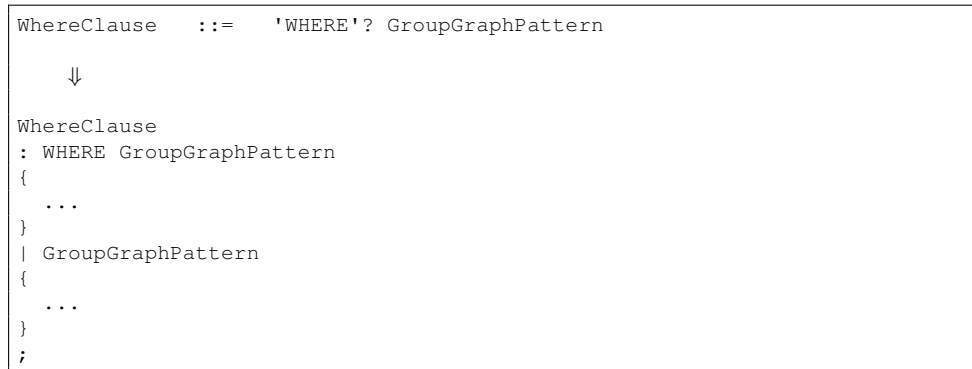 WhereClause   ::=   'WHERE'? GroupGraphPattern
⇓
WhereClause
: WHERE GroupGraphPattern
{
  ...
}
| GroupGraphPattern
{
  ...
}
;